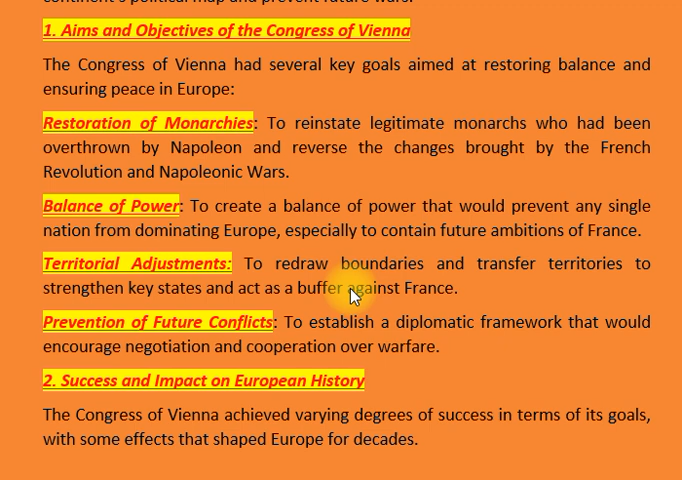 continent's political map and prevent future wars.
1. Aims and Objectives of the Congress of Vienna
The Congress of Vienna had several key goals aimed at restoring balance and
ensuring peace in Europe:
Restoration of Monarchies: To reinstate legitimate monarchs who had been
overthrown by Napoleon and reverse the changes brought by the French
Revolution and Napoleonic Wars.
Balance of Power: To create a balance of power that would prevent any single
nation from dominating Europe, especially to contain future ambitions of France.
Territorial Adjustments: To redraw boundaries and transfer territories to
strengthen key states and act as a buffer against France.
Prevention of Future Conflicts: To establish a diplomatic framework that would
encourage negotiation and cooperation over warfare.
2. Success and Impact on European History
The Congress of Vienna achieved varying degrees of success in terms of its goals,
with some effects that shaped Europe for decades.